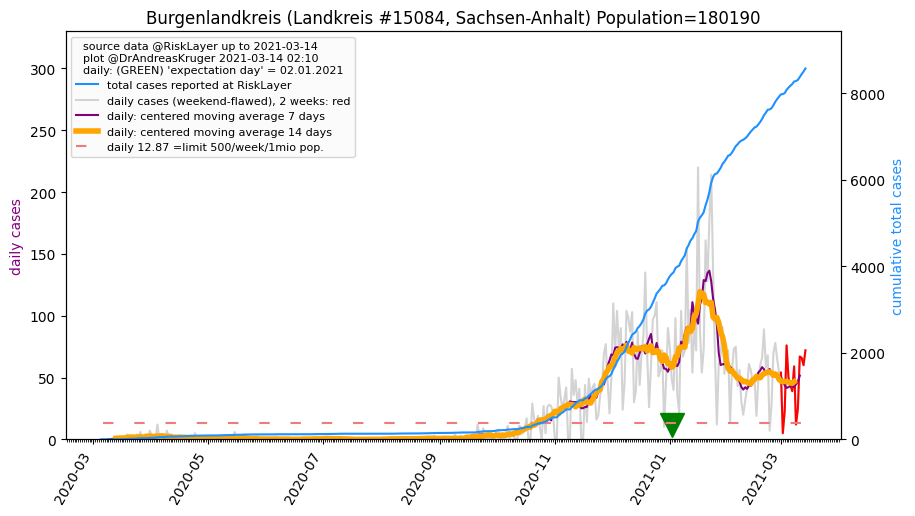 Burgenlandkreis (Landkreis #15084, Sachsen-Anhalt) Population=180190
source data @RiskLayer up to 2021-03-14
plot @DrAndreasKruger 2021-03-14 02:10
daily: (GREEN) 'expectation day' = 02.01.2021
total cases reported at RiskLayer
daily cases (weekend-flawed), 2 weeks: red
daily: centered moving average 7 days
daily: centered moving average 14 days
daily 12.87 =limit 500/week/1mio pop.
daily cases
300
250
200
150
100
50
0
cumulative total cases
8000
6000
4000
2000
0
2020-03
2020-05
2020-07
2020-09
2020-11
2021-01
2021-03